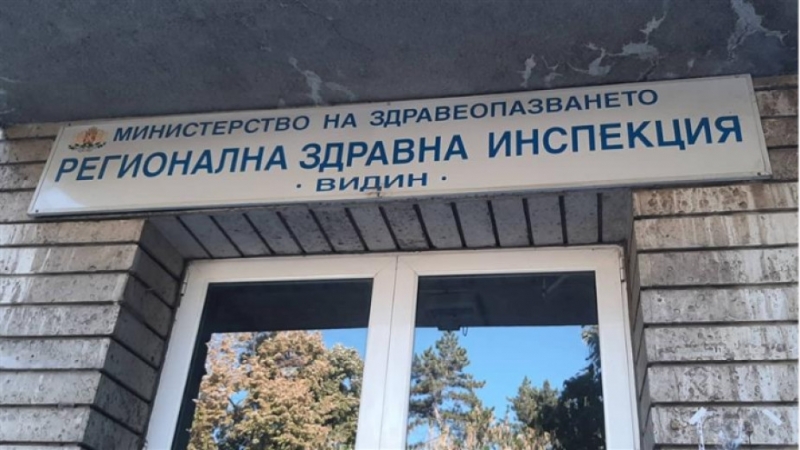 МИНИСТЕРСТВО НА ЗДРАВЕОПАЗВАНЕТО
РЕГИОНАЛНА ЗДРАВНА ИНСПЕКЦИЯ
· ВИДИН ·